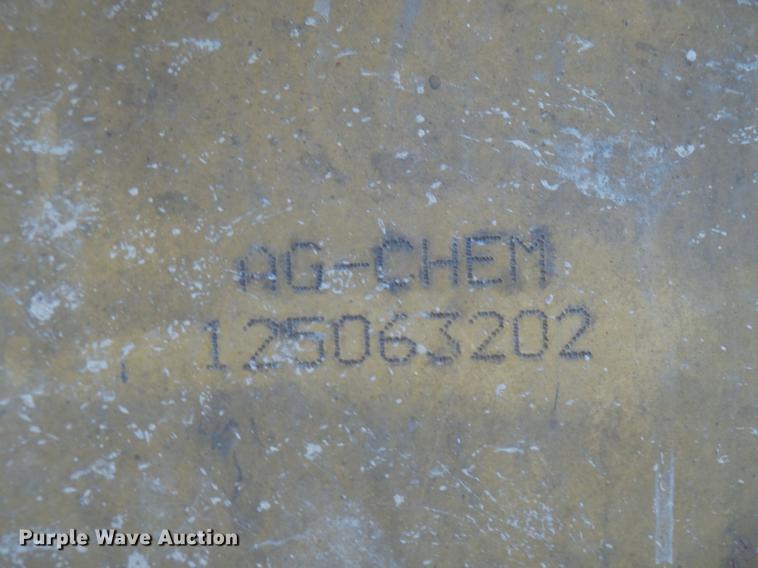 AG-CHEM
125063202
Purple Wave Auction